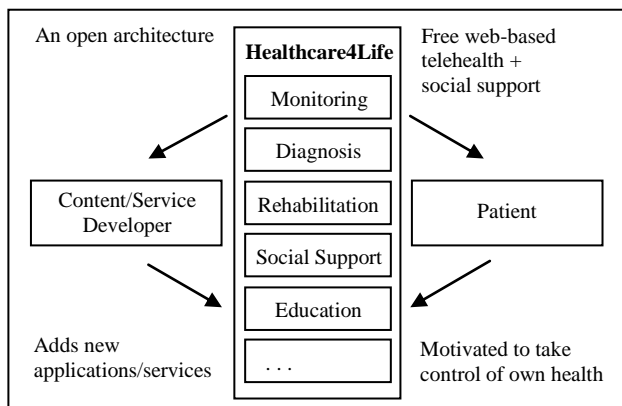 An open architecture
Healthcare4Life
Free web-based
telehealth +
social support
Monitoring
Diagnosis
Content/Service
Developer
Rehabilitation
Patient
Social Support
Education
Adds new
applications/services
. . .
Motivated to take
control of own health